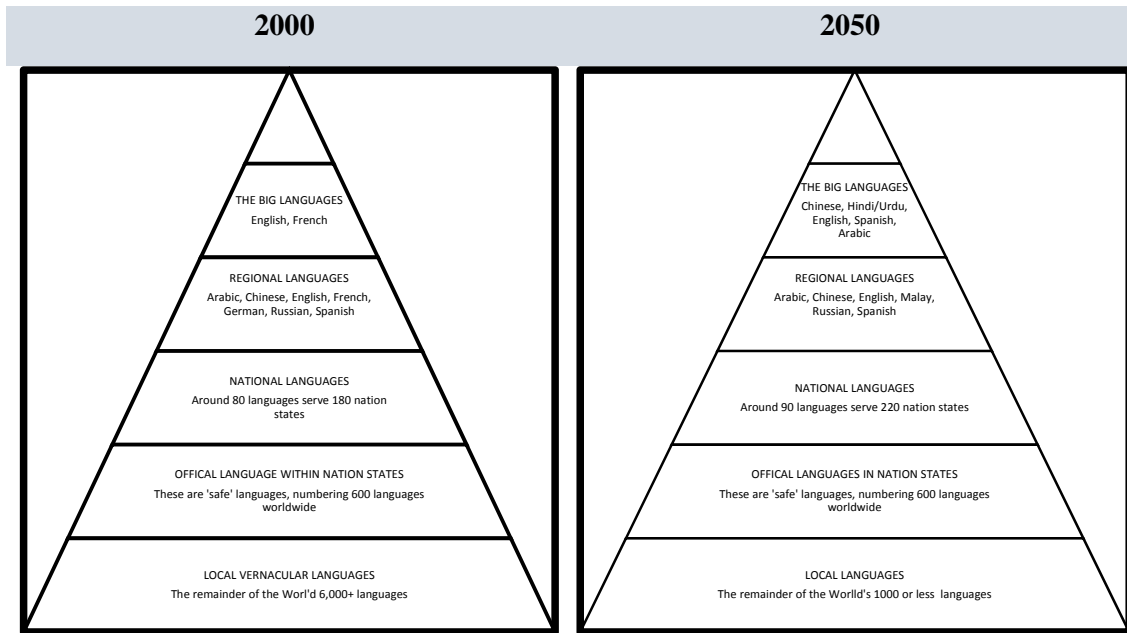 2000
THE BIG LANGUAGES
English, French
REGIONAL LANGUAGES
Arabic, Chinese, English, French,
German, Russian, Spanish
NATIONAL LANGUAGES
Around 80 languages serve 180 nation
states
OFFICAL LANGUAGE WITHIN NATION STATES
These are 'safe' languages, numbering 600 languages
worldwide
LOCAL VERNACULAR LANGUAGES
The remainder of the Worl'd 6,000+ languages
2050
THE BIG LANGUAGES
Chinese, Hindi/Urdu,
English, Spanish,
Arabic
REGIONAL LANGUAGES
Arabic, Chinese, English, Malay,
Russian, Spanish
NATIONAL LANGUAGES
Around 90 languages serve 220 nation states
OFFICAL LANGUAGES IN NATION STATES
These are 'safe' languages, numbering 600 languages
worldwide
LOCAL LANGUAGES
The remainder of the Worlld's 1000 or less languages